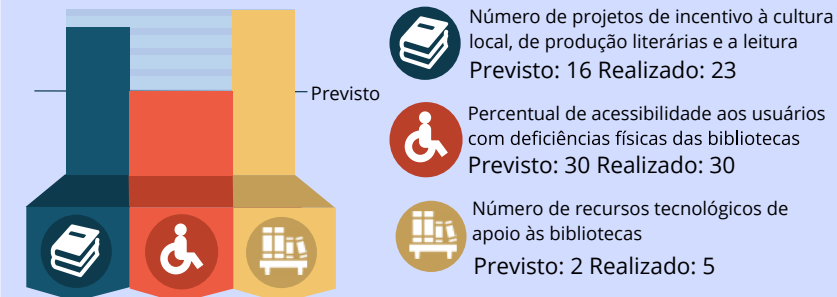 Previsto
Número de projetos de incentivo à cultura
local, de produção literárias e a leitura
Previsto: 16 Realizado: 23
Percentual de acessibilidade aos usuários
com deficiências físicas das bibliotecas
Previsto: 30 Realizado: 30
Número de recursos tecnológicos de
apoio às bibliotecas
Previsto: 2 Realizado: 5